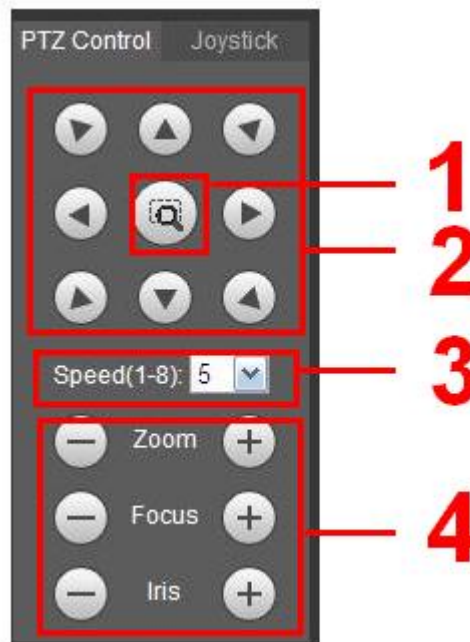 PTZ Control Joystick
1
2
Speed(1-8): 5
3
Zoom
Focus
4
Iris